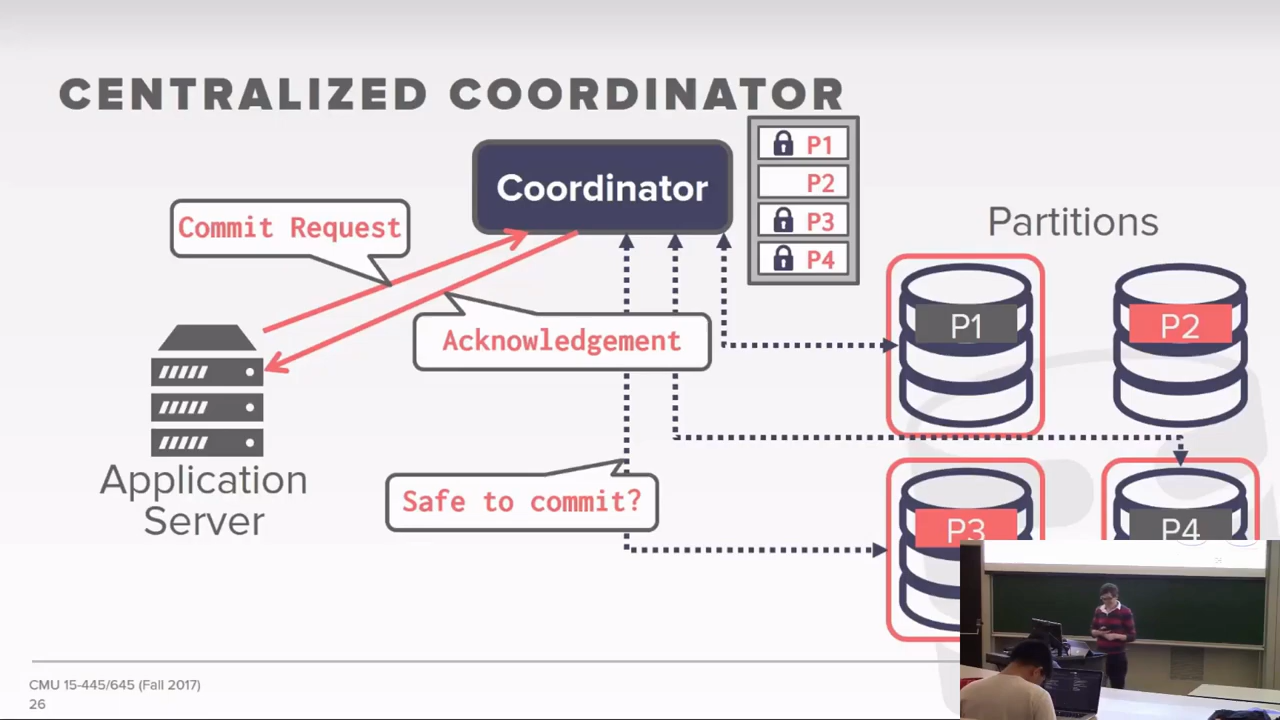 CENTRALIZED COORDINATOR
Coordinator
P1
P2
P3
P4
Commit Request
Acknowledgement
Safe to commit?
Application
Server
Partitions
P1
P2
P3
P4
CMU 15-445/645 (Fall 2017)
26